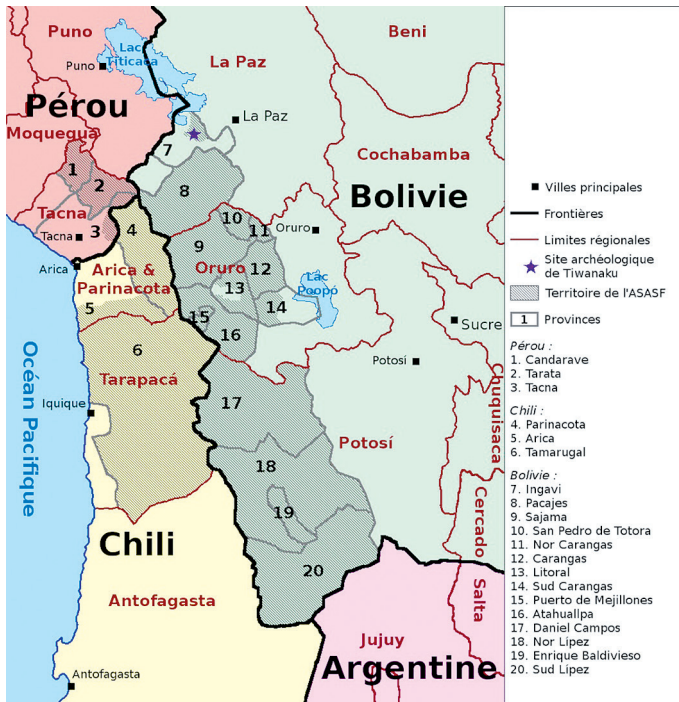 Puno
Lac
Titicaca
La Paz
Beni
Puno
Pérou
La Paz
Moquegua
7
Cochabamba
1
2
8
Bolivie
Tacna
3
4
10
11
Oruro
Tacna
9
Arica
Arica &
Parinacota
Oruro
12
13
Lac
Poopó
5
14
15
16
Sucre
6
Potosi
Tarapacá
Océan Pacifique
Iquique
17
Chuquisaca
Potosí
18
19
Cercado
Chili
20
Salta
Antofagasta
Jujuy
Argentine
Antofagasta
Villes principales
Frontières
Limites régionales
Site archéologique
de Tiwanaku
Territoire de l'ASASF
1 Provinces
Pérou :
1. Candarave
2. Tarata
3. Tacna
Chili :
4. Parinacota
5. Arica
6. Tamarugal
Bolivie :
7. Ingavi
8. Pacajes
9. Sajama
10. San Pedro de Totora
11. Nor Carangas
12. Carangas
13. Litoral
14. Sud Carangas
15. Puerto de Mejillones
16. Atahuallpa
17. Daniel Campos
18. Nor Lípez
19. Enrique Baldivieso
20. Sud Lípez